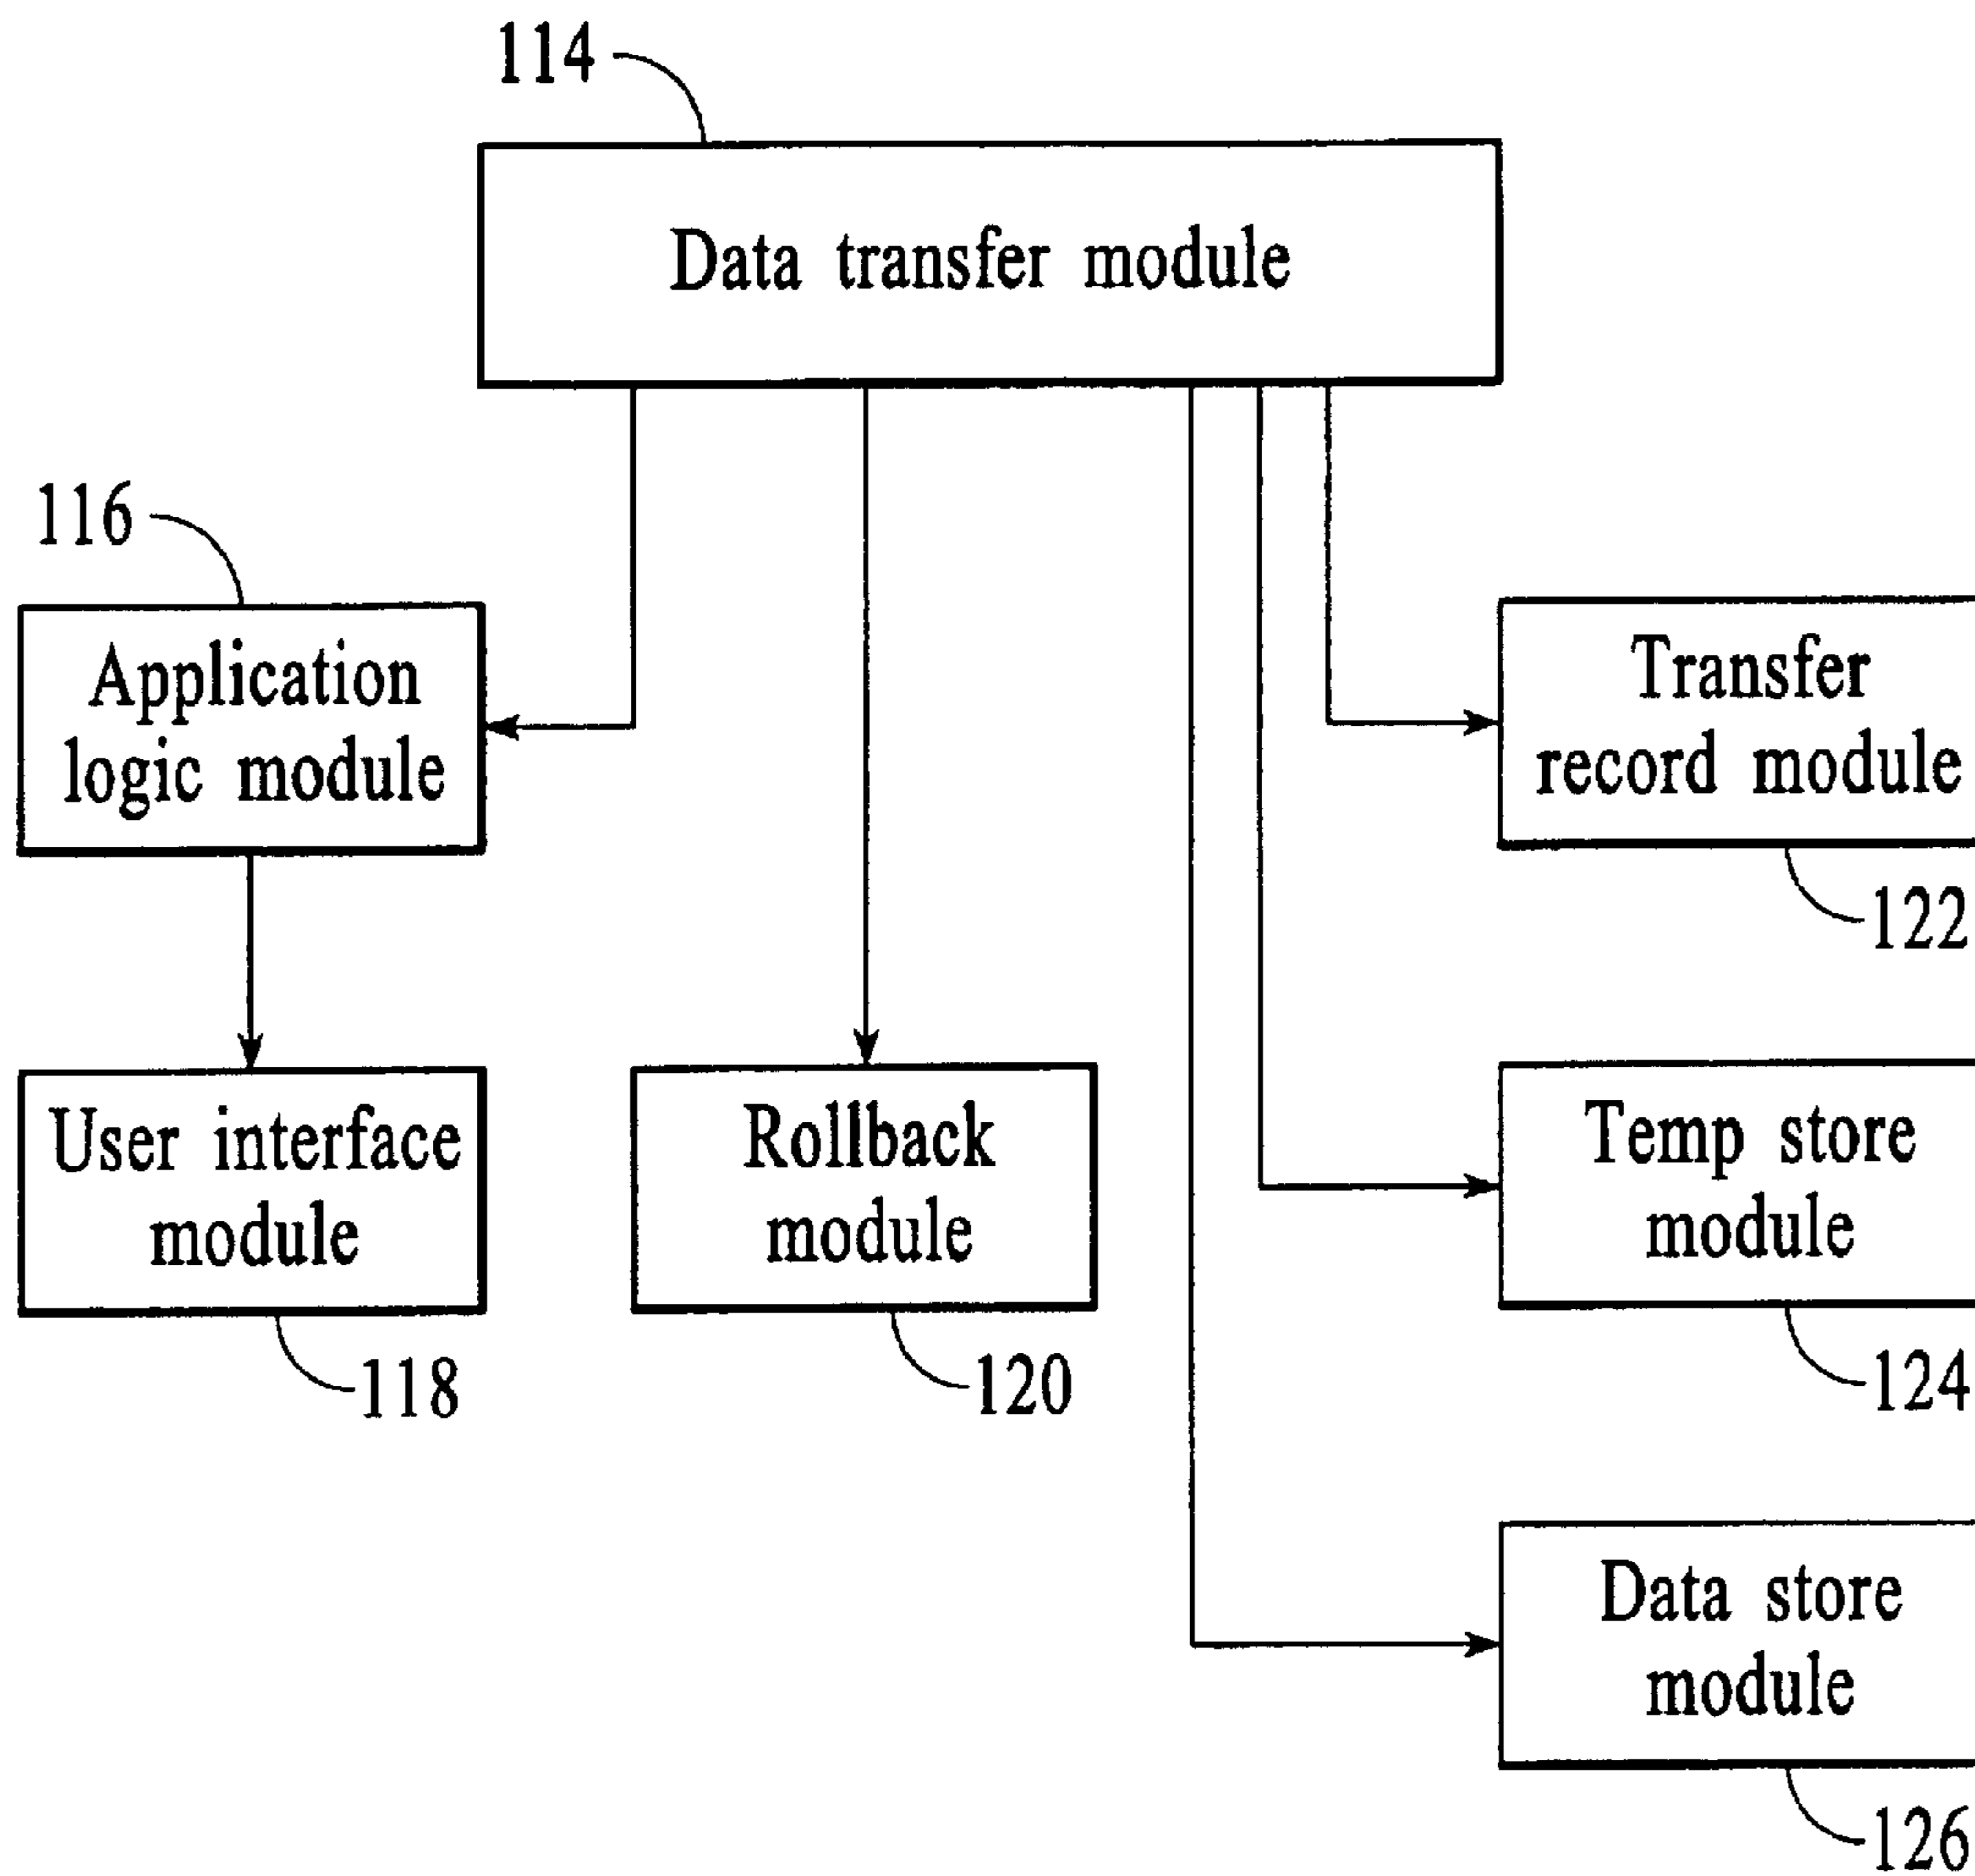 114
Data transfer module
116
Application
logic module
Transfer
record module
122
User interface
module
118
Rollback
module
120
Temp store
module
124
Data store
module
126